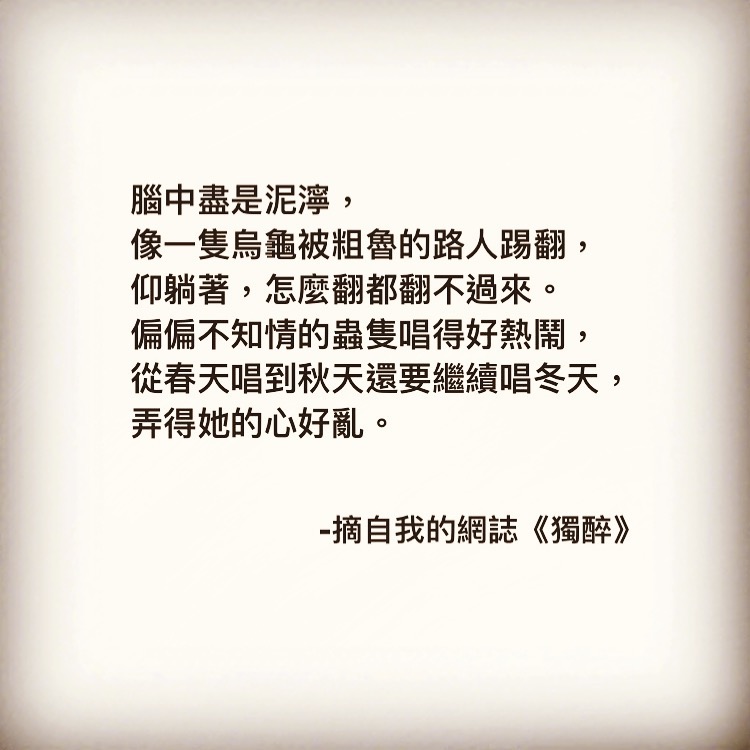 腦中盡是泥濘，
像一隻烏龜被粗魯的路人踢翻，
仰躺著，怎麼翻都翻不過來。
偏偏不知情的蟲隻唱得好熱鬧，
從春天唱到秋天還要繼續唱冬天，
弄得她的心好亂。
-摘自我的網誌《獨醉》